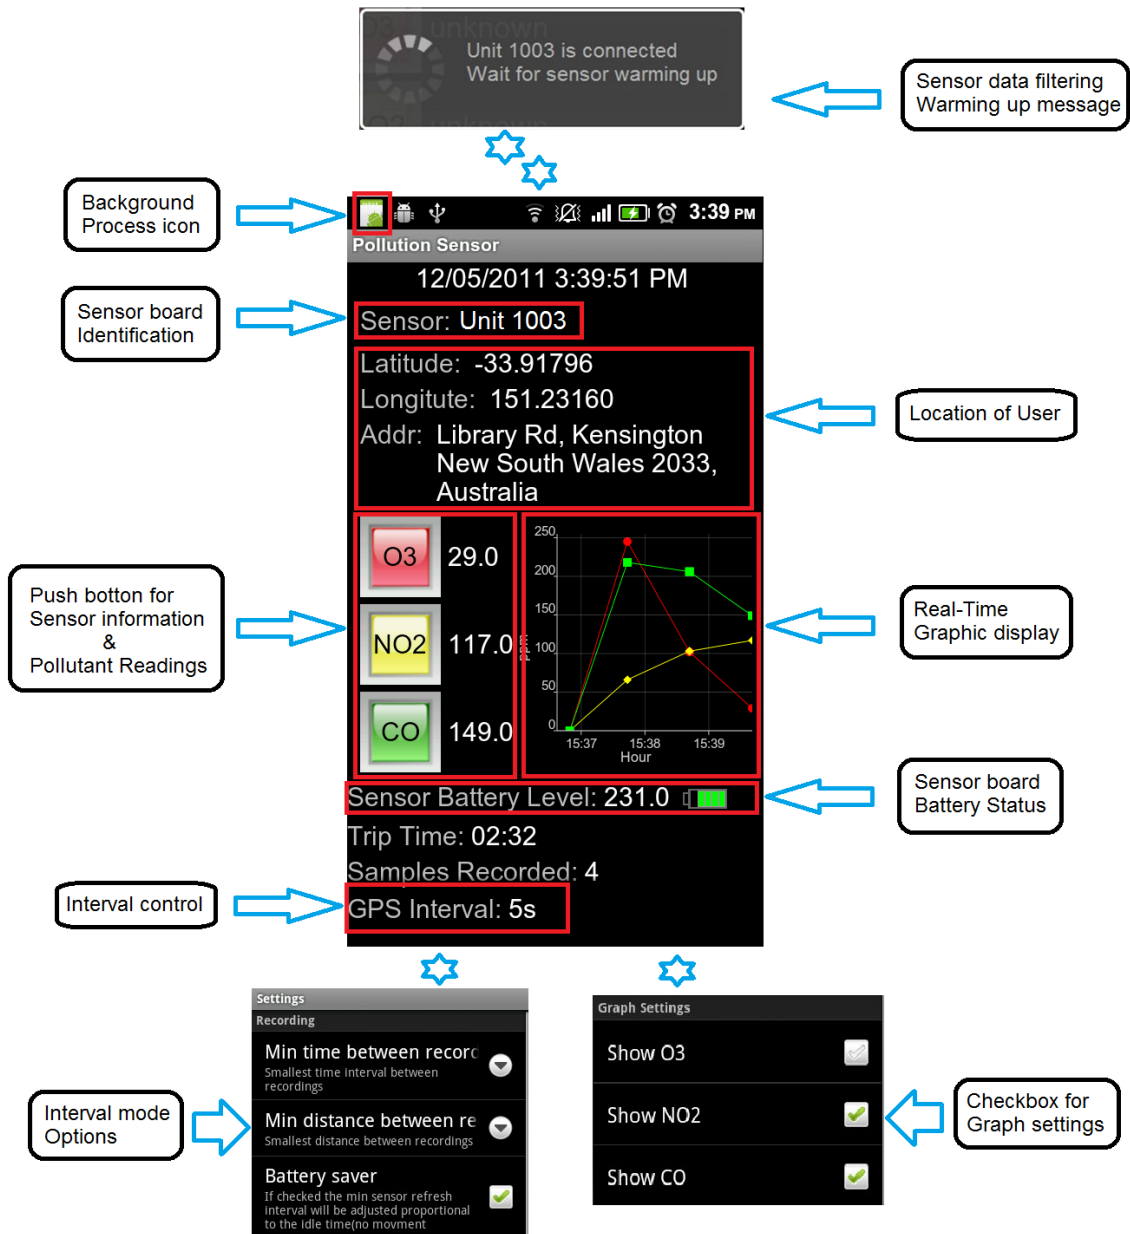 O3 unknown
Unit 1003 is connected
Wait for sensor warming up
O2 unknown
Sensor data filtering
Warming up message
Background
Process icon
3:39 PM
Pollution Sensor
12/05/2011 3:39:51 PM
Sensor board
Identification
Sensor: Unit 1003
Latitude: -33.91796
Longitute: 151.23160
Addr: Library Rd, Kensington
New South Wales 2033,
Australia
Location of User
Push botton for
Sensor information
&
Pollutant Readings
O3 29.0
NO2 117.0
CO 149.0
250
200
150
100
50
0
ppm
15:37 15:38 15:39
Hour
Real-Time
Graphic display
Sensor Battery Level: 231.0
Sensor board
Battery Status
Trip Time: 02:32
Samples Recorded: 4
Interval control
GPS Interval: 5s
Settings
Recording
Min time between record
Smallest time interval between
recordings
Min distance between re
Smallest distance between recordings
Battery saver
If checked the min sensor refresh
interval will be adjusted proportional
to the idle time(no movment
Interval mode
Options
Graph Settings
Show O3
Show NO2
Show CO
Checkbox for
Graph settings